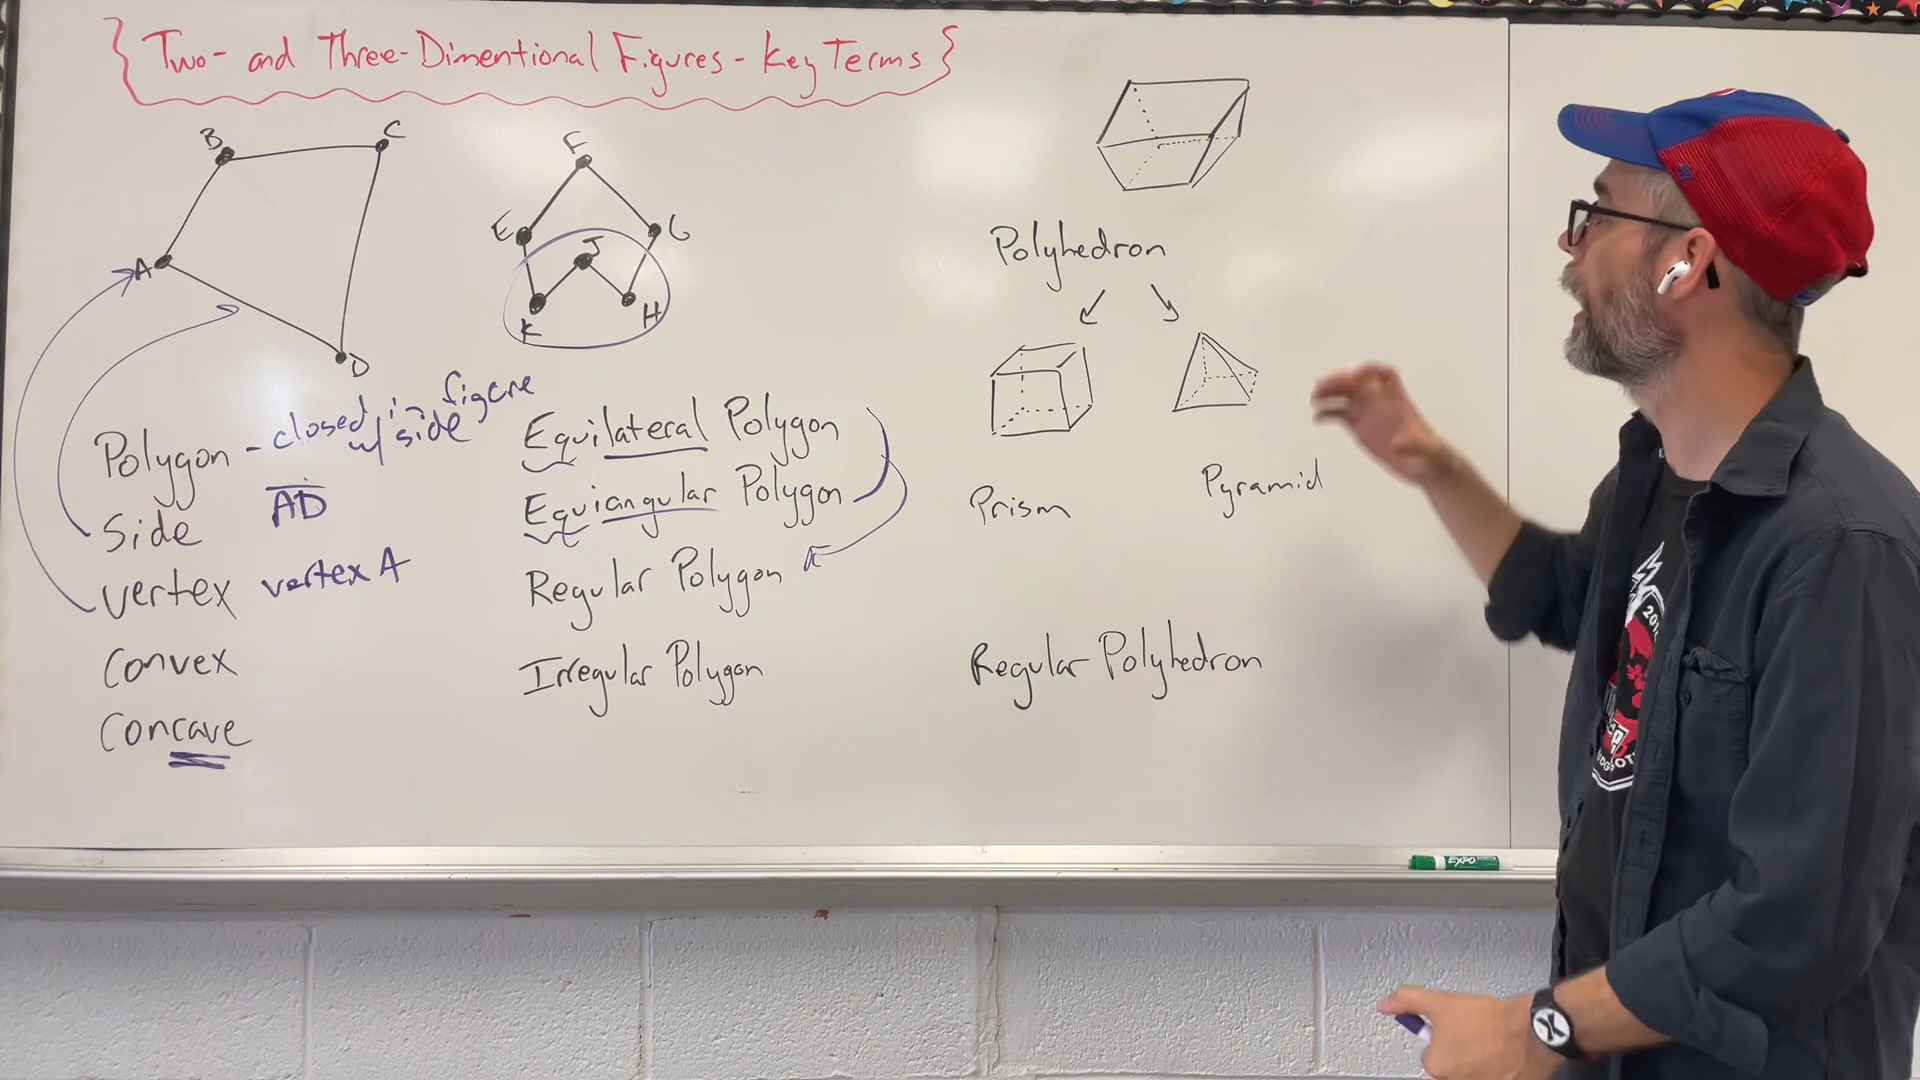 Two- and Three-Dimentional Figures - Key Terms
B
C
A
D
F
E
G
J
K
H
Polygon - closed in figure
w/ side
Side AD
vertex vertex A
Convex
Concave
Equilateral Polygon
Equiangular Polygon
Regular Polygon
Irregular Polygon
Polyhedron
Prism
Pyramid
Regular Polyhedron
EXPO